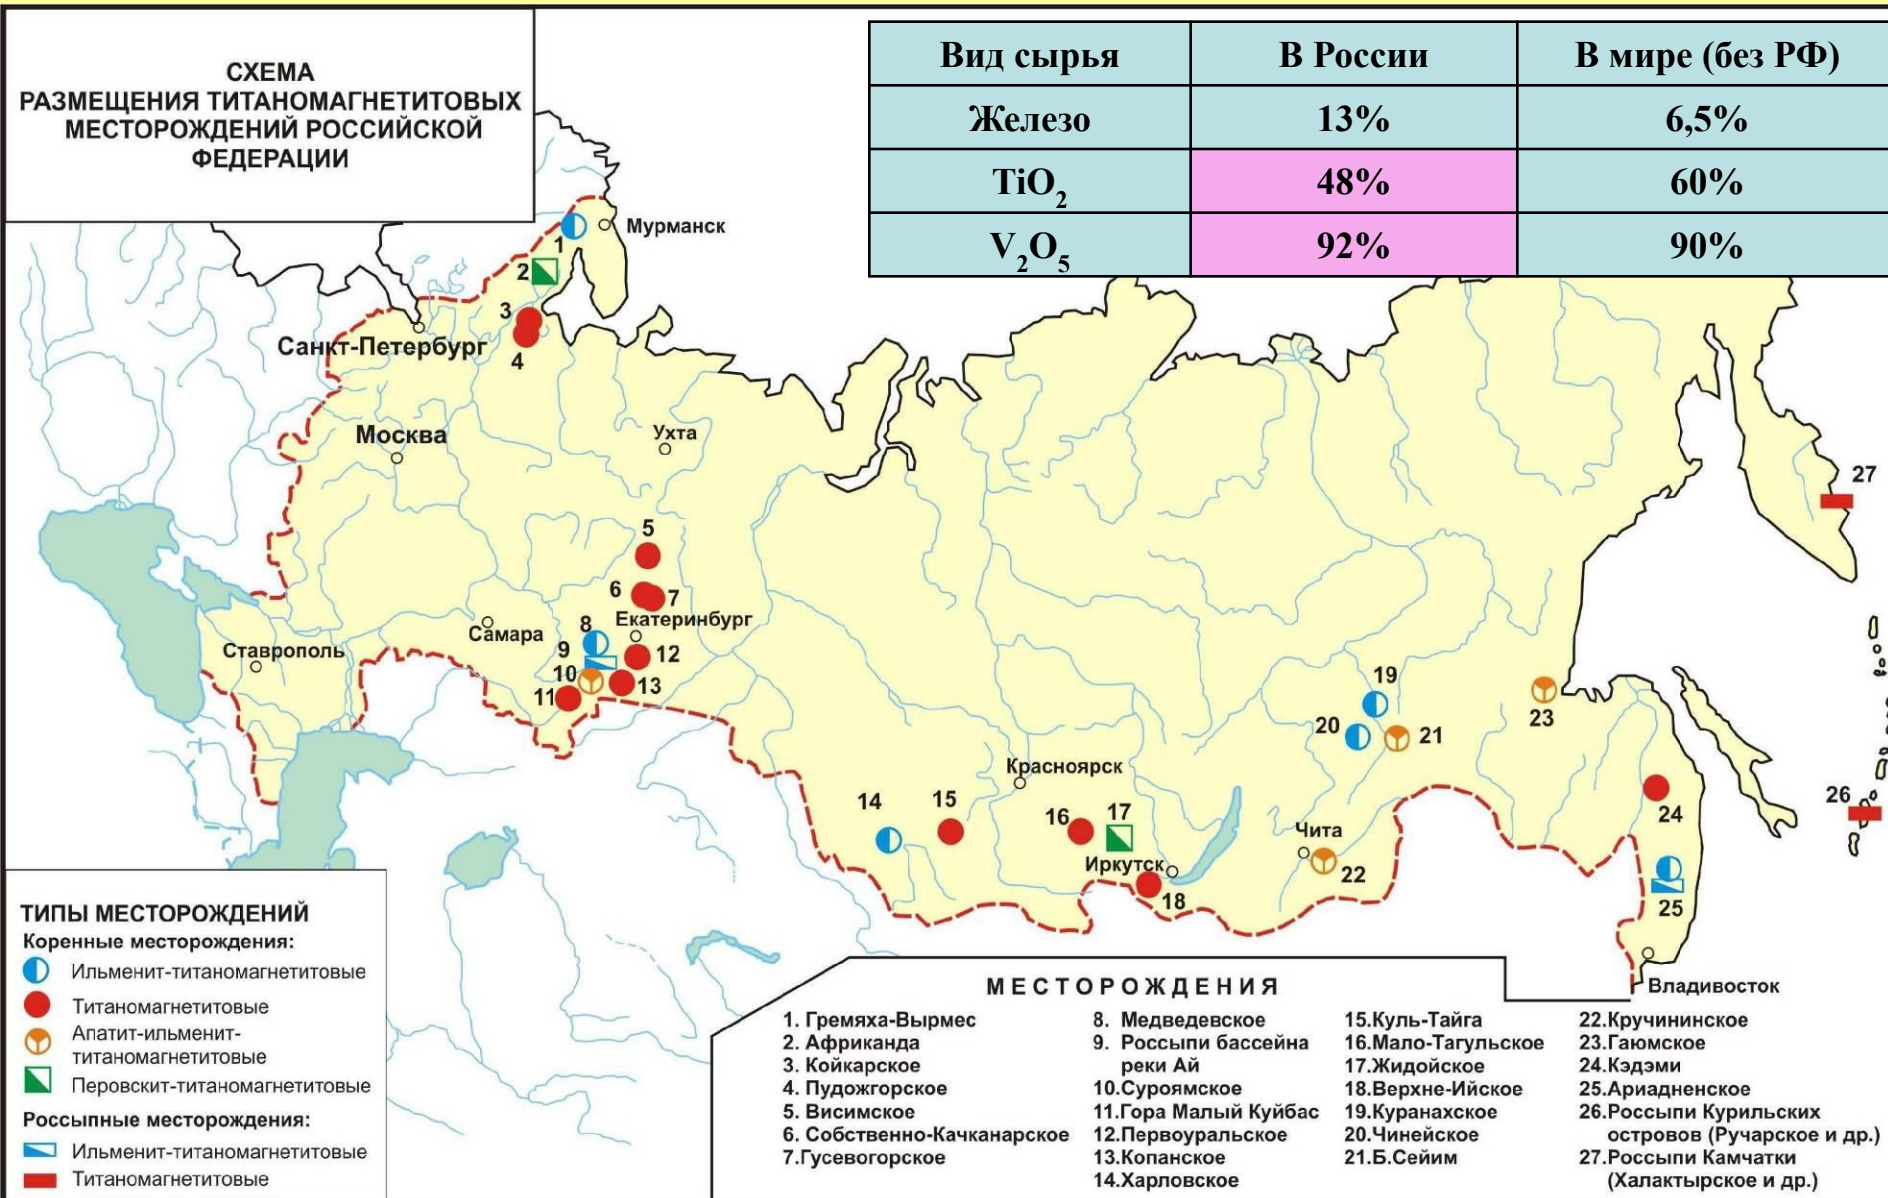 СХЕМА
РАЗМЕЩЕНИЯ ТИТАНОМАГНЕТИТОВЫХ
МЕСТОРОЖДЕНИЙ РОССИЙСКОЙ
ФЕДЕРАЦИИ
Вид сырья В России В мире (без РФ)
Железо 13% 6,5%
TiO2 48% 60%
V2O5 92% 90%
Мурманск
1
2
3
Санкт-Петербург
4
Москва
Ухта
27
5
6
7
Екатеринбург
8
Самара
9
12
Ставрополь
10
13
11
19
23
20
21
Красноярск
14
15
26
16
17
24
Чита
Иркутск
22
18
25
Владивосток
ТИПЫ МЕСТОРОЖДЕНИЙ
Коренные месторождения:
Ильменит-титаномагнетитовые
Титаномагнетитовые
Апатит-ильменит-
титаномагнетитовые
Перовскит-титаномагнетитовые
Россыпные месторождения:
Ильменит-титаномагнетитовые
Титаномагнетитовые
МЕСТОРОЖДЕНИЯ
1. Гремяха-Вырмес
2. Африканда
3. Койкарское
4. Пудожгорское
5. Висимское
6. Собственно-Качканарское
7.Гусевогорское
8. Медведевское
9. Россыпи бассейна
реки Ай
10.Суроямское
11.Гора Малый Куйбас
12.Первоуральское
13.Копанское
14.Харловское
15.Куль-Тайга
16.Мало-Тагульское
17.Жидойское
18.Верхне-Ийское
19.Куранахское
20.Чинейское
21.Б.Сейим
22.Кручининское
23.Гаюмское
24.Кэдэми
25.Ариадненское
26.Россыпи Курильских
островов (Ручарское и др.)
27.Россыпи Камчатки
(Халактырское и др.)